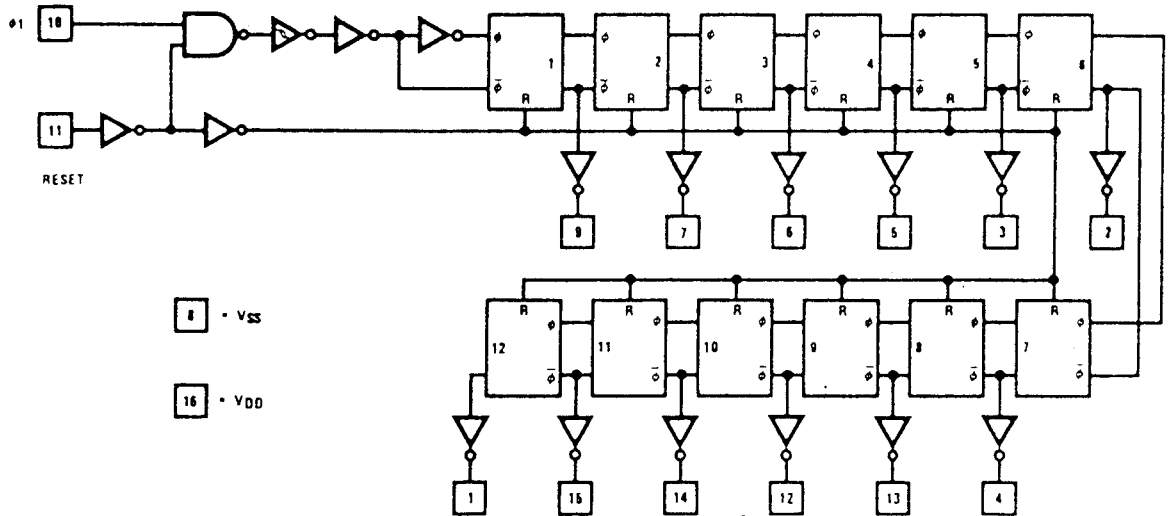 φ1 10
φ φ φ φ φ φ
1 2 3 4 5 6
φ̄ φ̄ φ̄ φ̄ φ̄ φ̄
R R R R R R
11
RESET
9 7 6 5 3 2
R R R R R R
8 = VSS
φ φ φ φ φ φ
12 11 10 9 8 7
φ̄ φ̄ φ̄ φ̄ φ̄ φ̄
16 = VDD
1 15 14 12 13 4